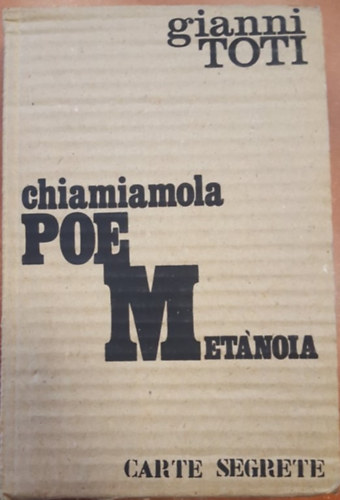 gianni
TOTI
chiamiamola
POE
METÀNOIA
CARTE SEGRETE